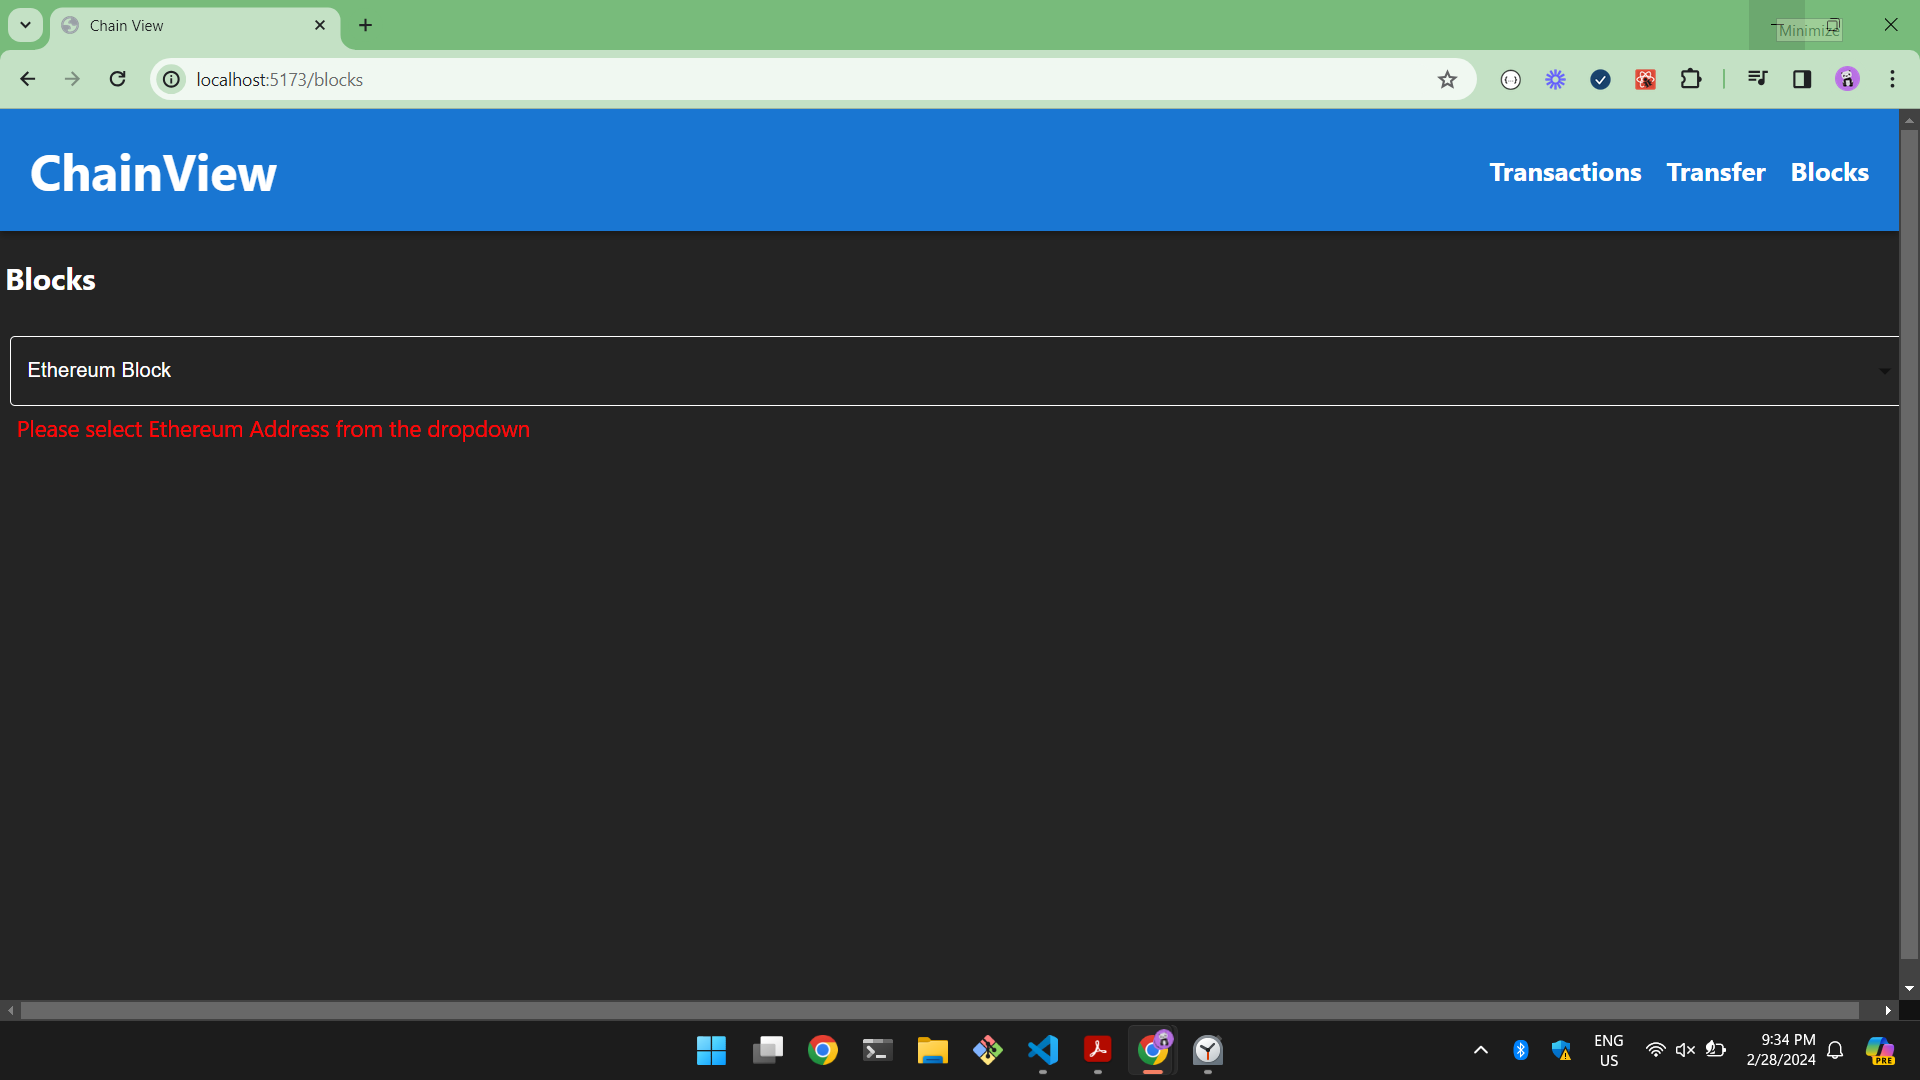 Chain View
Minimize
localhost:5173/blocks
ChainView
Transactions Transfer Blocks
Blocks
Ethereum Block
Please select Ethereum Address from the dropdown
ENG
US
9:34 PM
2/28/2024
PRE